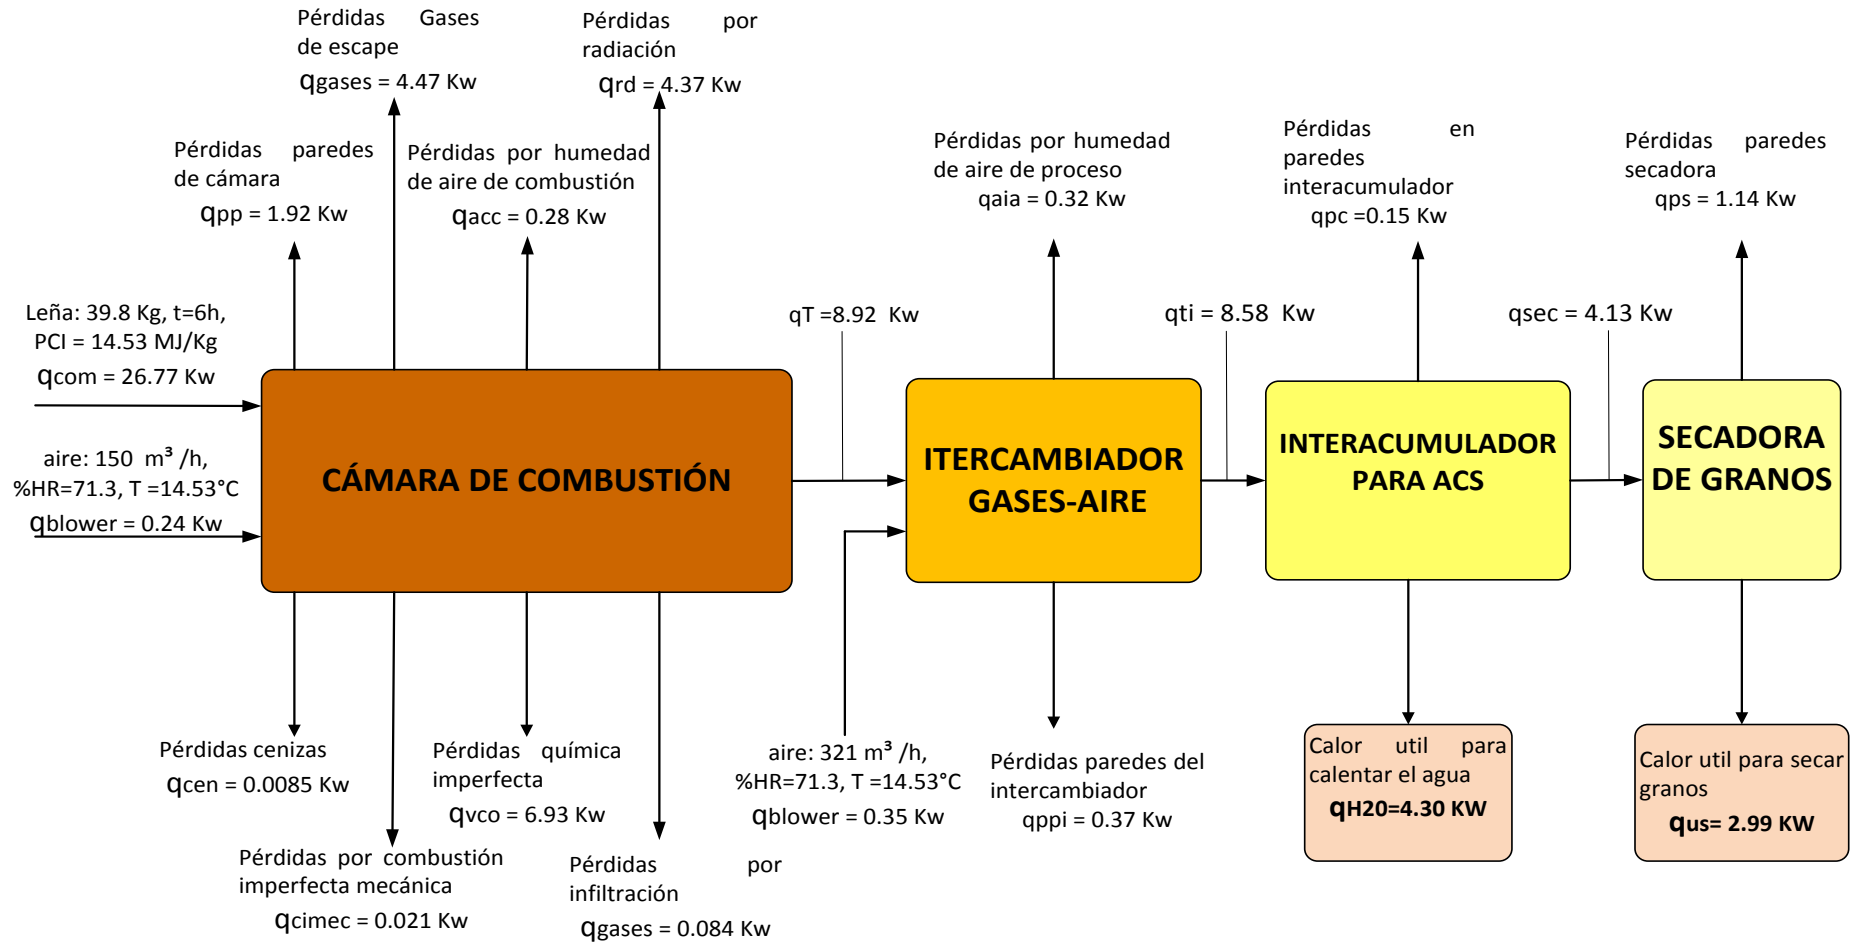 Pérdidas Gases
de escape
qgases = 4.47 Kw
Pérdidas por
radiación
qrd = 4.37 Kw
Pérdidas paredes
de cámara
qpp = 1.92 Kw
Pérdidas por humedad
de aire de combustión
qacc = 0.28 Kw
Pérdidas por humedad
de aire de proceso
qaia = 0.32 Kw
Pérdidas en
paredes
interacumulador
qpc =0.15 Kw
Pérdidas paredes
secadora
qps = 1.14 Kw
Leña: 39.8 Kg, t=6h,
PCI = 14.53 MJ/Kg
qcom = 26.77 Kw
aire: 150 m³ /h,
%HR=71.3, T =14.53°C
qblower = 0.24 Kw
qT =8.92 Kw
qti = 8.58 Kw
qsec = 4.13 Kw
CÁMARA DE COMBUSTIÓN
ITERCAMBIADOR
GASES-AIRE
INTERACUMULADOR
PARA ACS
SECADORA
DE GRANOS
Pérdidas cenizas
qcen = 0.0085 Kw
Pérdidas por combustión
imperfecta mecánica
qcimec = 0.021 Kw
Pérdidas química
imperfecta
qvco = 6.93 Kw
Pérdidas por
infiltración
qgases = 0.084 Kw
aire: 321 m³ /h,
%HR=71.3, T =14.53°C
qblower = 0.35 Kw
Pérdidas paredes del
intercambiador
qppi = 0.37 Kw
Calor util para
calentar el agua
qH20=4.30 KW
Calor util para secar
granos
qus= 2.99 KW